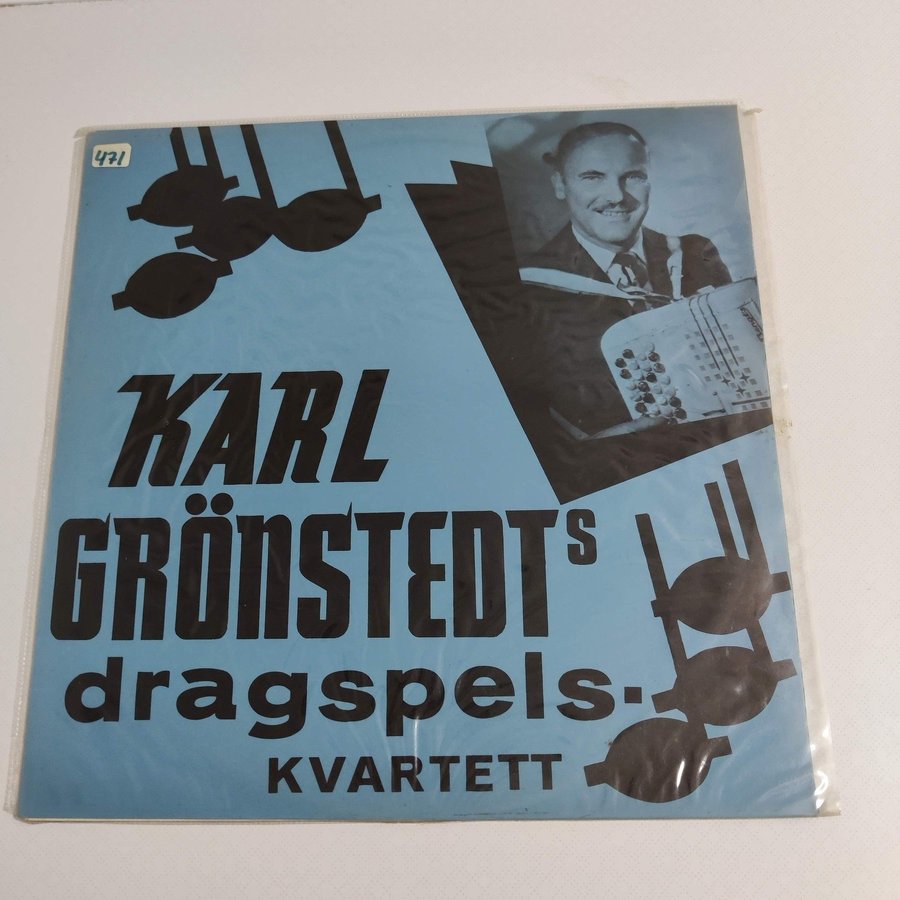 471
KARL
GRÖNSTEDTs
dragspels-
KVARTETT